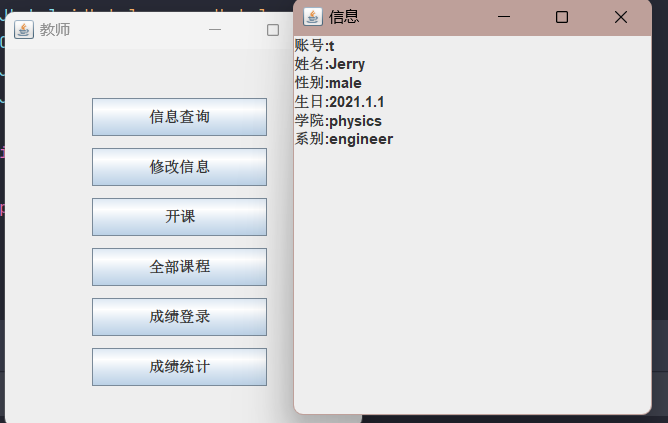 教师
信息查询
修改信息
开课
全部课程
成绩登录
成绩统计
信息
账号:t
姓名:Jerry
性别:male
生日:2021.1.1
学院:physics
系别:engineer